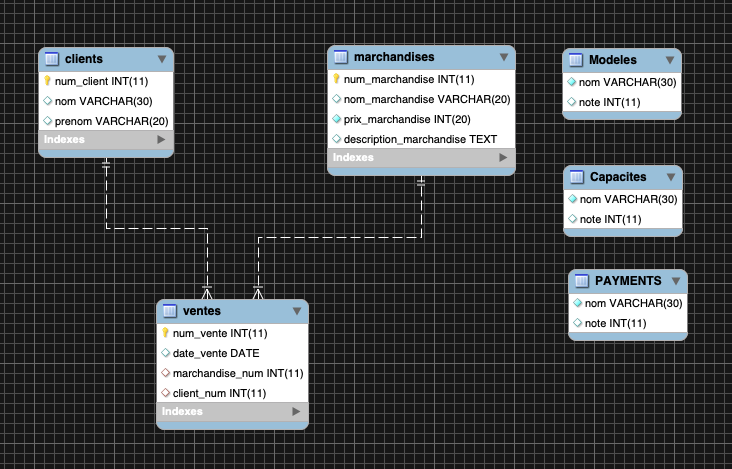 clients
num_client INT(11)
nom VARCHAR(30)
prenom VARCHAR(20)
Indexes
marchandises
num_marchandise INT(11)
nom_marchandise VARCHAR(20)
prix_marchandise INT(20)
description_marchandise TEXT
Indexes
Modeles
nom VARCHAR(30)
note INT(11)
Capacites
nom VARCHAR(30)
note INT(11)
PAYMENTS
nom VARCHAR(30)
note INT(11)
ventes
num_vente INT(11)
date_vente DATE
marchandise_num INT(11)
client_num INT(11)
Indexes